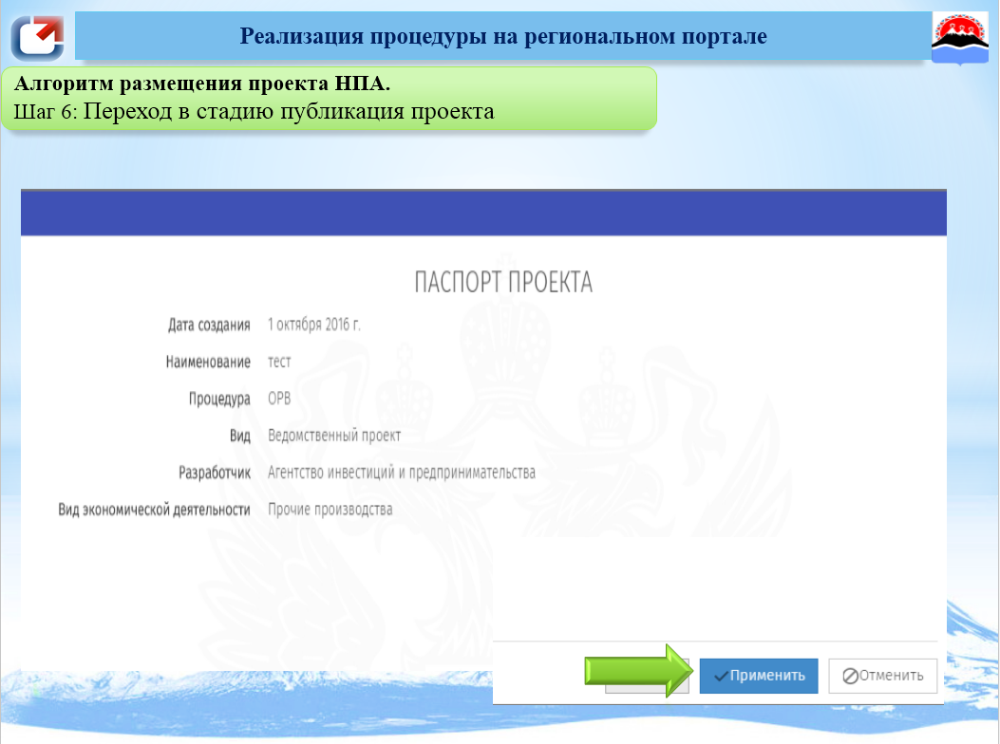 Реализация процедуры на региональном портале
Алгоритм размещения проекта НПА.
Шаг 6: Переход в стадию публикация проекта
ПАСПОРТ ПРОЕКТА
Дата создания 1 октября 2016 г.
Наименование тест
Процедура ОРВ
Вид Ведомственный проект
Разработчик Агентство инвестиций и предпринимательства
Вид экономической деятельности Прочие производства
Применить Отменить